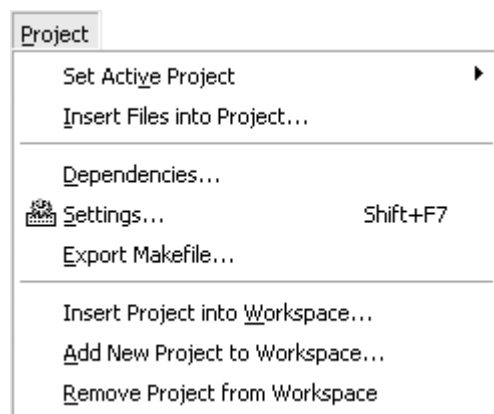 Project
Set Active Project
Insert Files into Project...
Dependencies...
Settings... Shift+F7
Export Makefile...
Insert Project into Workspace...
Add New Project to Workspace...
Remove Project from Workspace